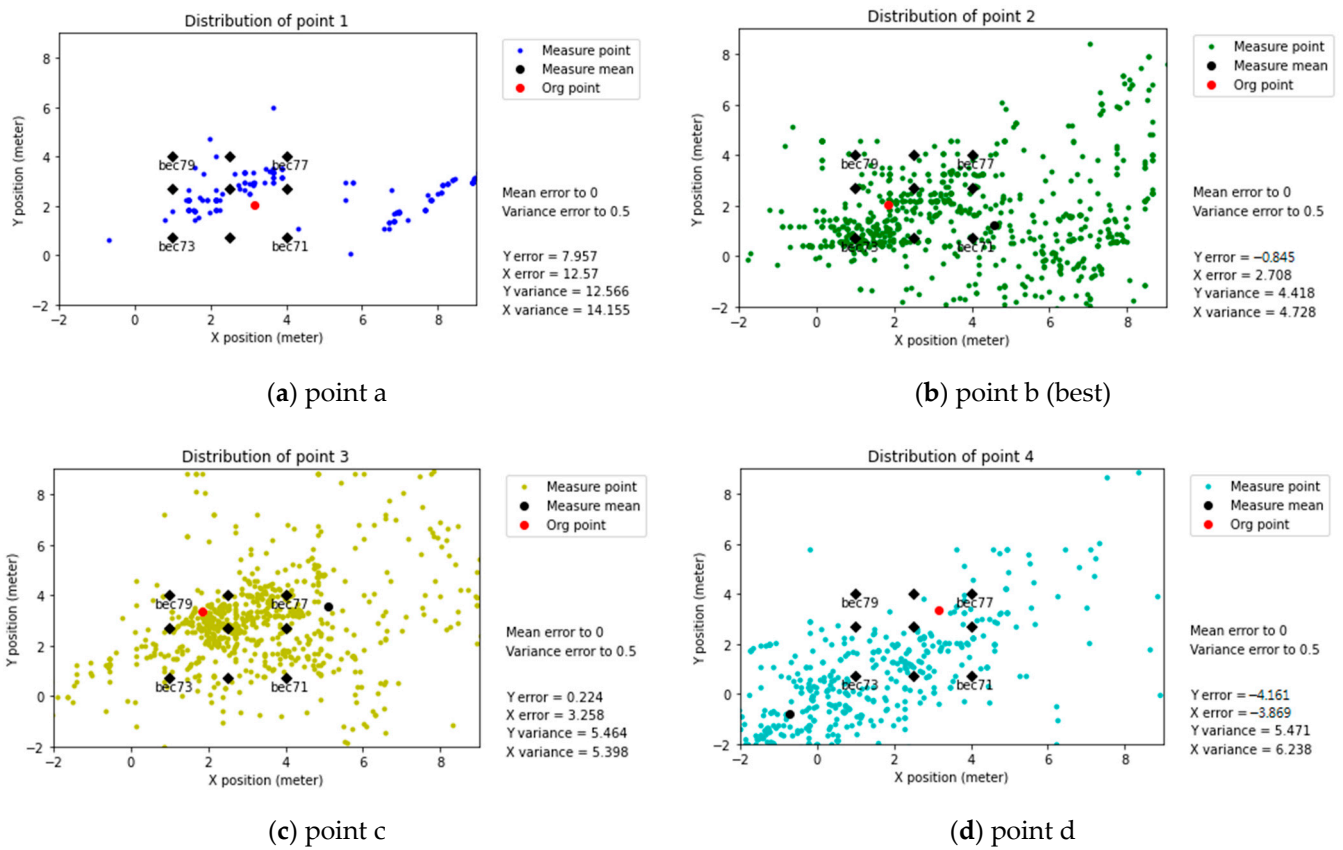 Distribution of point 1
Y position (meter)
8
6
4
2
0
−2
−2
0
2
4
6
8
X position (meter)
bec79
bec77
bec73
bec71
Measure point
Measure mean
Org point
Mean error to 0
Variance error to 0.5
Y error = 7.957
X error = 12.57
Y variance = 12.566
X variance = 14.155
(a) point a
Distribution of point 2
Y position (meter)
8
6
4
2
0
−2
−2
0
2
4
6
8
X position (meter)
bec79
bec77
bec73
bec71
Measure point
Measure mean
Org point
Mean error to 0
Variance error to 0.5
Y error = −0.845
X error = 2.708
Y variance = 4.418
X variance = 4.728
(b) point b (best)
Distribution of point 3
Y position (meter)
8
6
4
2
0
−2
−2
0
2
4
6
8
X position (meter)
bec79
bec77
bec73
bec71
Measure point
Measure mean
Org point
Mean error to 0
Variance error to 0.5
Y error = 0.224
X error = 3.258
Y variance = 5.464
X variance = 5.398
(c) point c
Distribution of point 4
Y position (meter)
8
6
4
2
0
−2
−2
0
2
4
6
8
X position (meter)
bec79
bec77
bec73
bec71
Measure point
Measure mean
Org point
Mean error to 0
Variance error to 0.5
Y error = −4.161
X error = −3.869
Y variance = 5.471
X variance = 6.238
(d) point d